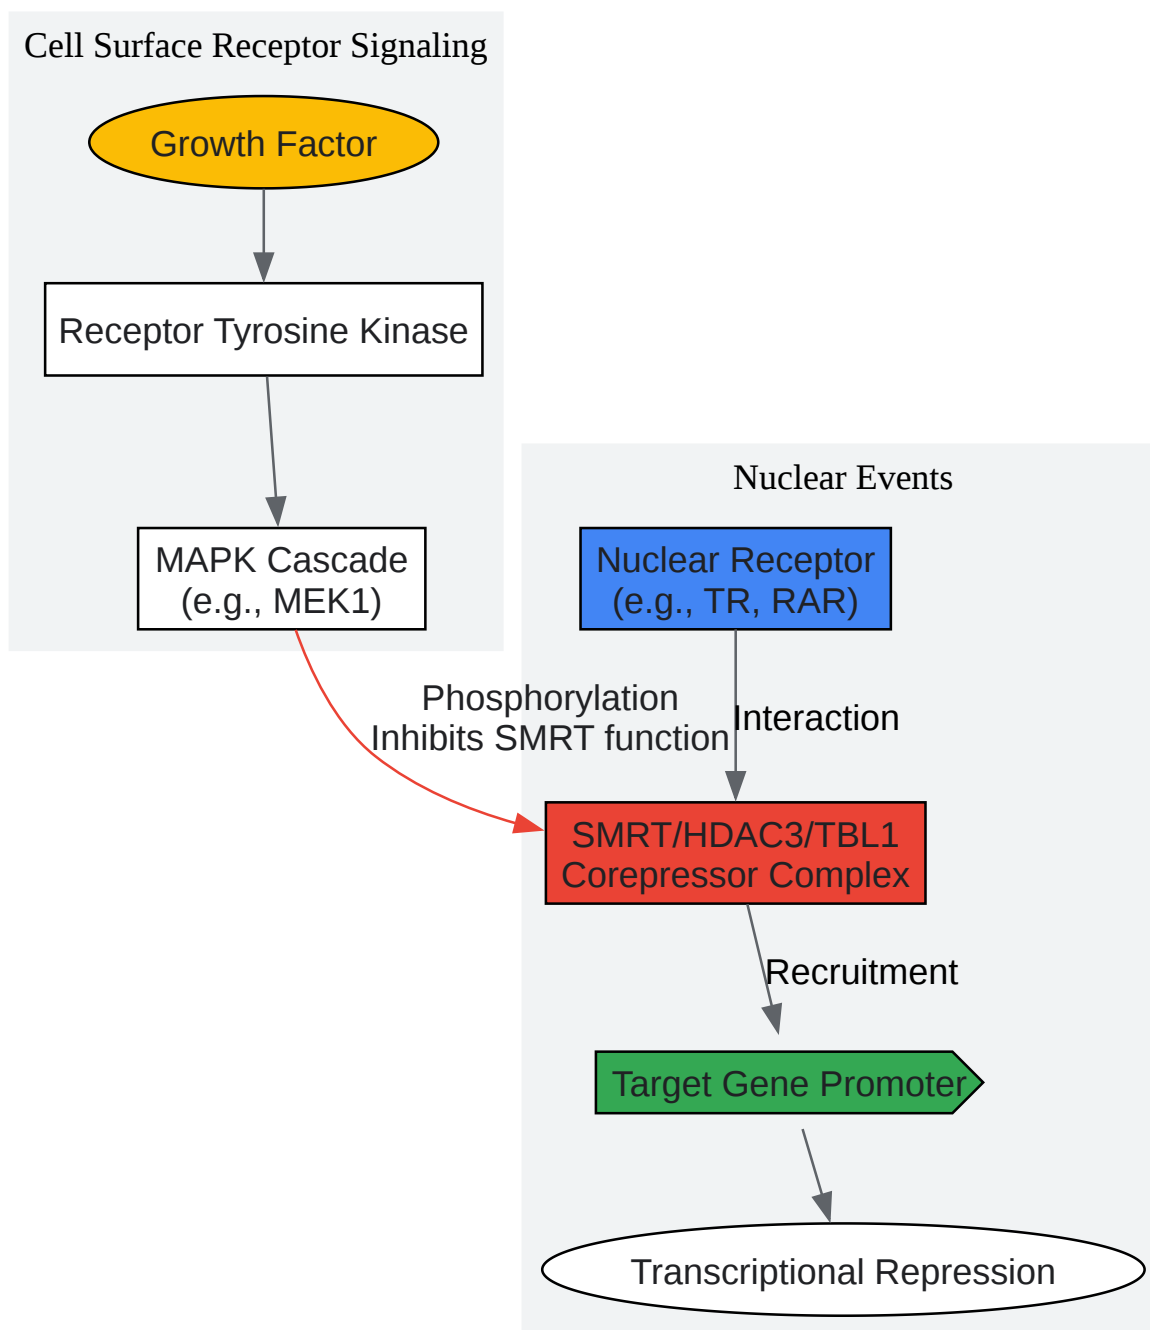 Cell Surface Receptor Signaling
Growth Factor
Receptor Tyrosine Kinase
MAPK Cascade
(e.g., MEK1)
Nuclear Events
Nuclear Receptor
(e.g., TR, RAR)
Phosphorylation
Inhibits SMRT function
Interaction
SMRT/HDAC3/TBL1
Corepressor Complex
Recruitment
Target Gene Promoter
Transcriptional Repression